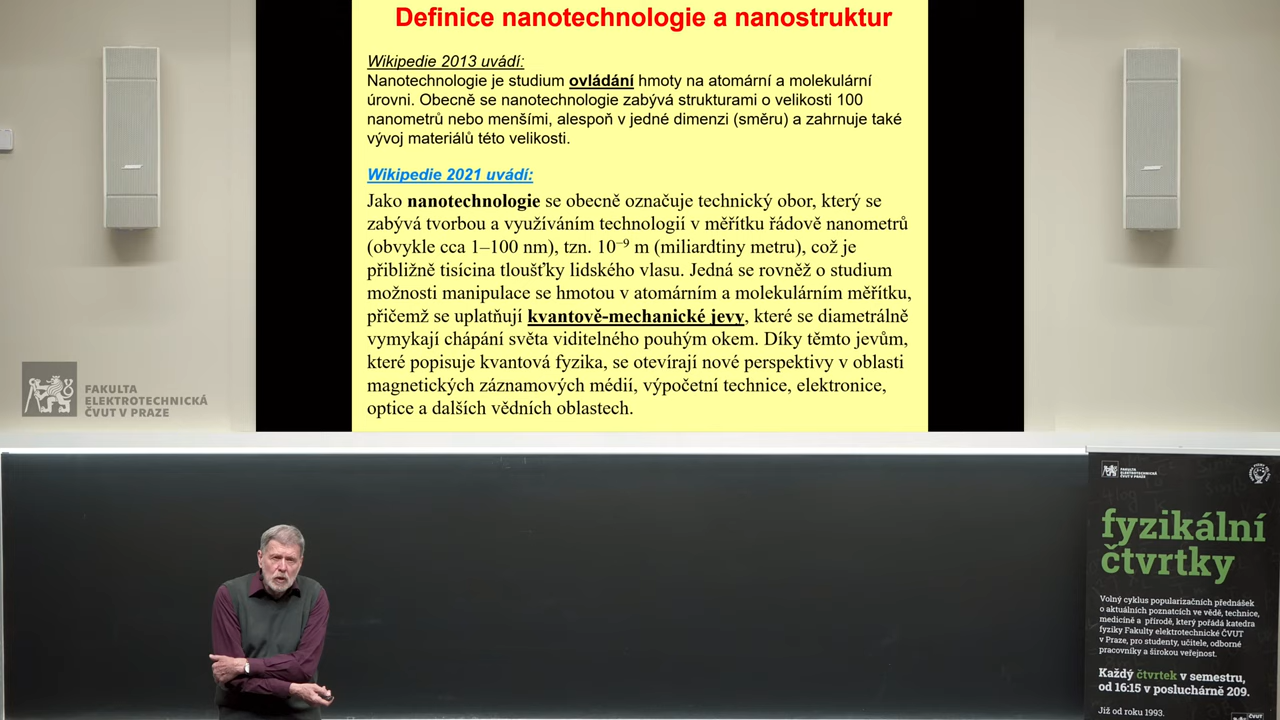 Definice nanotechnologie a nanostruktur
Wikipedie 2013 uvádí:
Nanotechnologie je studium ovládání hmoty na atomární a molekulární
úrovni. Obecně se nanotechnologie zabývá strukturami o velikosti 100
nanometrů nebo menšími, alespoň v jedné dimenzi (směru) a zahrnuje také
vývoj materiálů této velikosti.
Wikipedie 2021 uvádí:
Jako nanotechnologie se obecně označuje technický obor, který se
zabývá tvorbou a využíváním technologií v měřítku řádově nanometrů
(obvykle cca 1–100 nm), tzn. 10⁻⁹ m (miliardtiny metru), což je
přibližně tisícina tloušťky lidského vlasu. Jedná se rovněž o studium
možnosti manipulace se hmotou v atomárním a molekulárním měřítku,
přičemž se uplatňují kvantově-mechanické jevy, které se diametrálně
vymykají chápání světa viditelného pouhým okem. Díky těmto jevům,
které popisuje kvantová fyzika, se otevírají nové perspektivy v oblasti
magnetických záznamových médií, výpočetní technice, elektronice,
optice a dalších vědních oblastech.
FAKULTA
ELEKTROTECHNICKÁ
ČVUT V PRAZE
FAKULTA
ELEKTROTECHNICKÁ
ČVUT V PRAZE
fyzikální
čtvrtky
Volný cyklus popularizačních přednášek
o aktuálních poznatcích ve vědě, technice,
medicíně a přírodě, který pořádá katedra
fyziky Fakulty elektrotechnické ČVUT
v Praze, pro studenty, učitele, odborné
pracovníky a širokou veřejnost.
Každý čtvrtek v semestru,
od 16:15 v posluchárně 209.
Již od roku 1993.
ČVUT